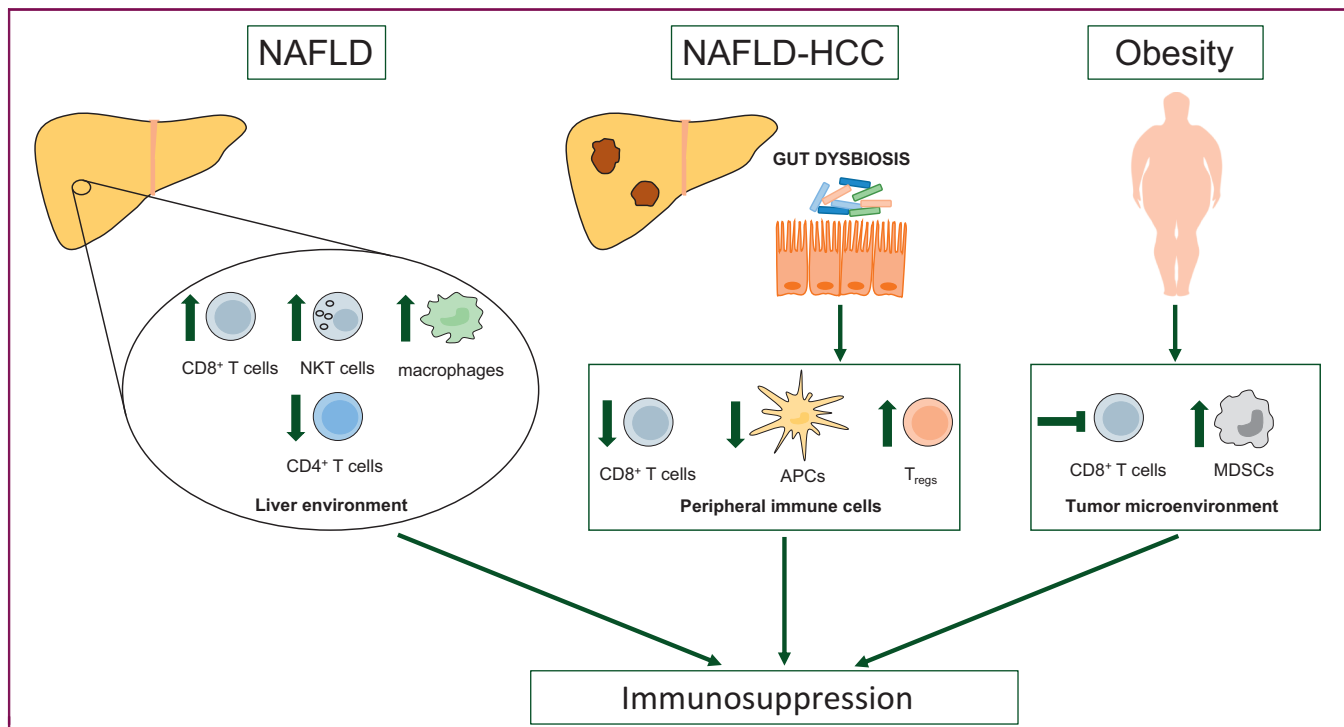 NAFLD
NAFLD-HCC
Obesity
GUT DYSBIOSIS
CD8⁺ T cells
NKT cells
macrophages
CD4⁺ T cells
Liver environment
CD8⁺ T cells
APCs
Tregs
Peripheral immune cells
CD8⁺ T cells
MDSCs
Tumor microenvironment
Immunosuppression